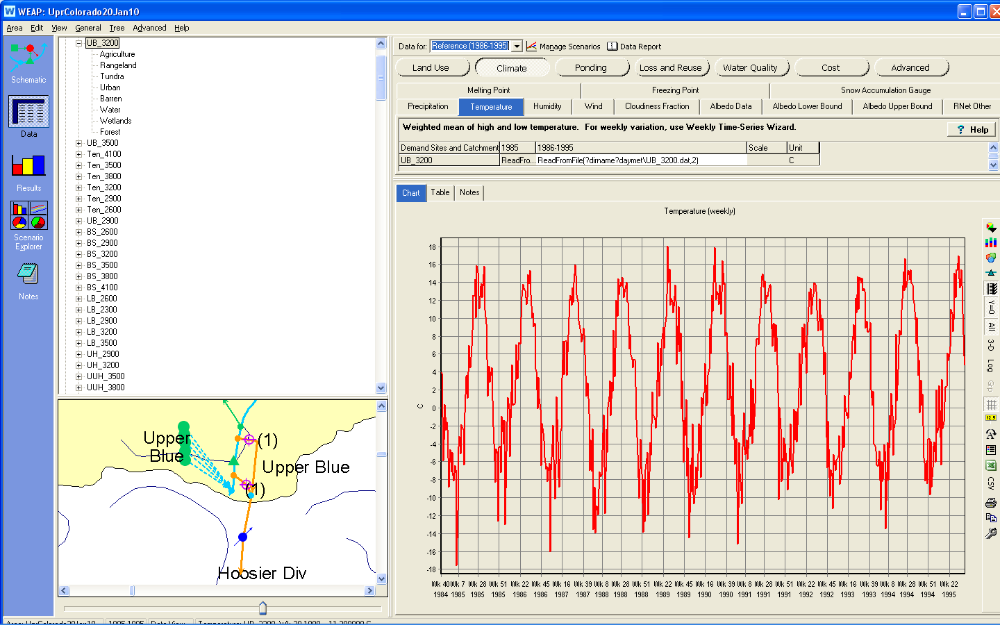 WEAP: UprColorado20Jan10
Area Edit View General Tree Advanced Help
Schematic
Data
Results
Scenario
Explorer
Notes
UB_3200
Agriculture
Rangeland
Tundra
Urban
Barren
Water
Wetlands
Forest
UB_3500
Ten_4100
Ten_3500
Ten_3800
Ten_3200
Ten_2900
Ten_2600
UB_2900
BS_2600
BS_2900
BS_3200
BS_3500
BS_3800
BS_4100
LB_2600
LB_2300
LB_2900
LB_3200
LB_3500
UH_2900
UH_3200
UUH_3500
UUH_3800
Upper
Blue
(1)
Upper Blue
(1)
Hoosier Div
Data for: Reference (1986-1995) Manage Scenarios Data Report
Land Use Climate Ponding Loss and Reuse Water Quality Cost Advanced
Melting Point Freezing Point Snow Accumulation Gauge
Precipitation Temperature Humidity Wind Cloudiness Fraction Albedo Data Albedo Lower Bound Albedo Upper Bound RNet Other
Weighted mean of high and low temperature. For weekly variation, use Weekly Time-Series Wizard.
? Help
Demand Sites and Catchment 1985 1986-1995 Scale Unit
UB_3200 ReadFro... ReadFromFile(?dirname?daymet\UB_3200.dat,2) C
Chart Table Notes
Temperature (weekly)
18
16
14
12
10
8
6
4
2
0
-2
-4
-6
-8
-10
-12
-14
-16
-18
C
Wk 40 Wk 7 Wk 28 Wk 51 Wk 22 Wk 45 Wk 16 Wk 39 Wk 8 Wk 28 Wk 51 Wk 22 Wk 45 Wk 16 Wk 39 Wk 8 Wk 28 Wk 51 Wk 22 Wk 45 Wk 16 Wk 39 Wk 8 Wk 28 Wk 51 Wk 22
1984 1985 1985 1985 1986 1986 1987 1987 1988 1988 1988 1989 1989 1990 1990 1991 1991 1991 1992 1992 1993 1993 1994 1994 1994 1995
Y=0
All
3-D
Log
Grp
12.5
CSV